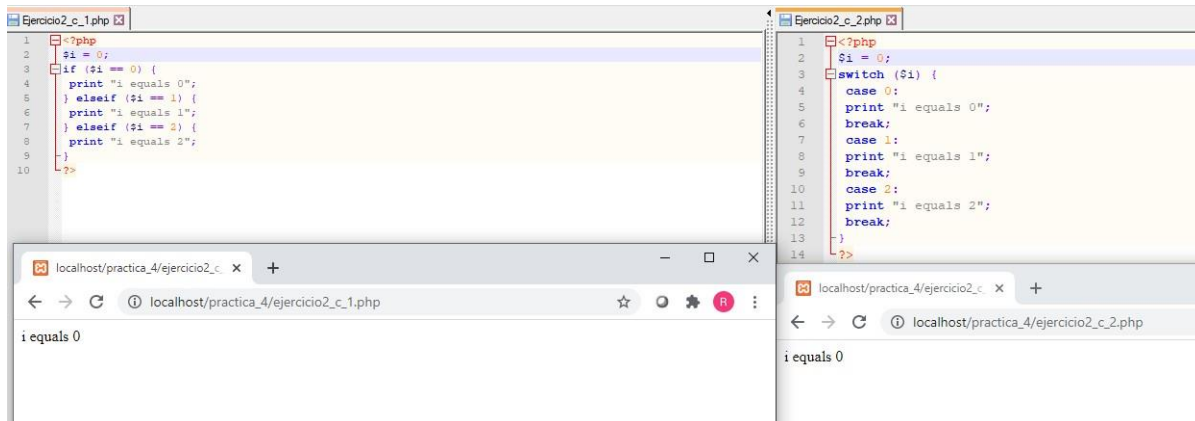 Ejercicio2_c_1.php
1 <?php
2 $i = 0;
3 if ($i == 0) {
4 print "i equals 0";
5 } elseif ($i == 1) {
6 print "i equals 1";
7 } elseif ($i == 2) {
8 print "i equals 2";
9 }
10 ?>
localhost/practica_4/ejercicio2_c_
localhost/practica_4/ejercicio2_c_1.php
R
i equals 0
Ejercicio2_c_2.php
1 <?php
2 $i = 0;
3 switch ($i) {
4 case 0:
5 print "i equals 0";
6 break;
7 case 1:
8 print "i equals 1";
9 break;
10 case 2:
11 print "i equals 2";
12 break;
13 }
14 ?>
localhost/practica_4/ejercicio2_c_
localhost/practica_4/ejercicio2_c_2.php
i equals 0